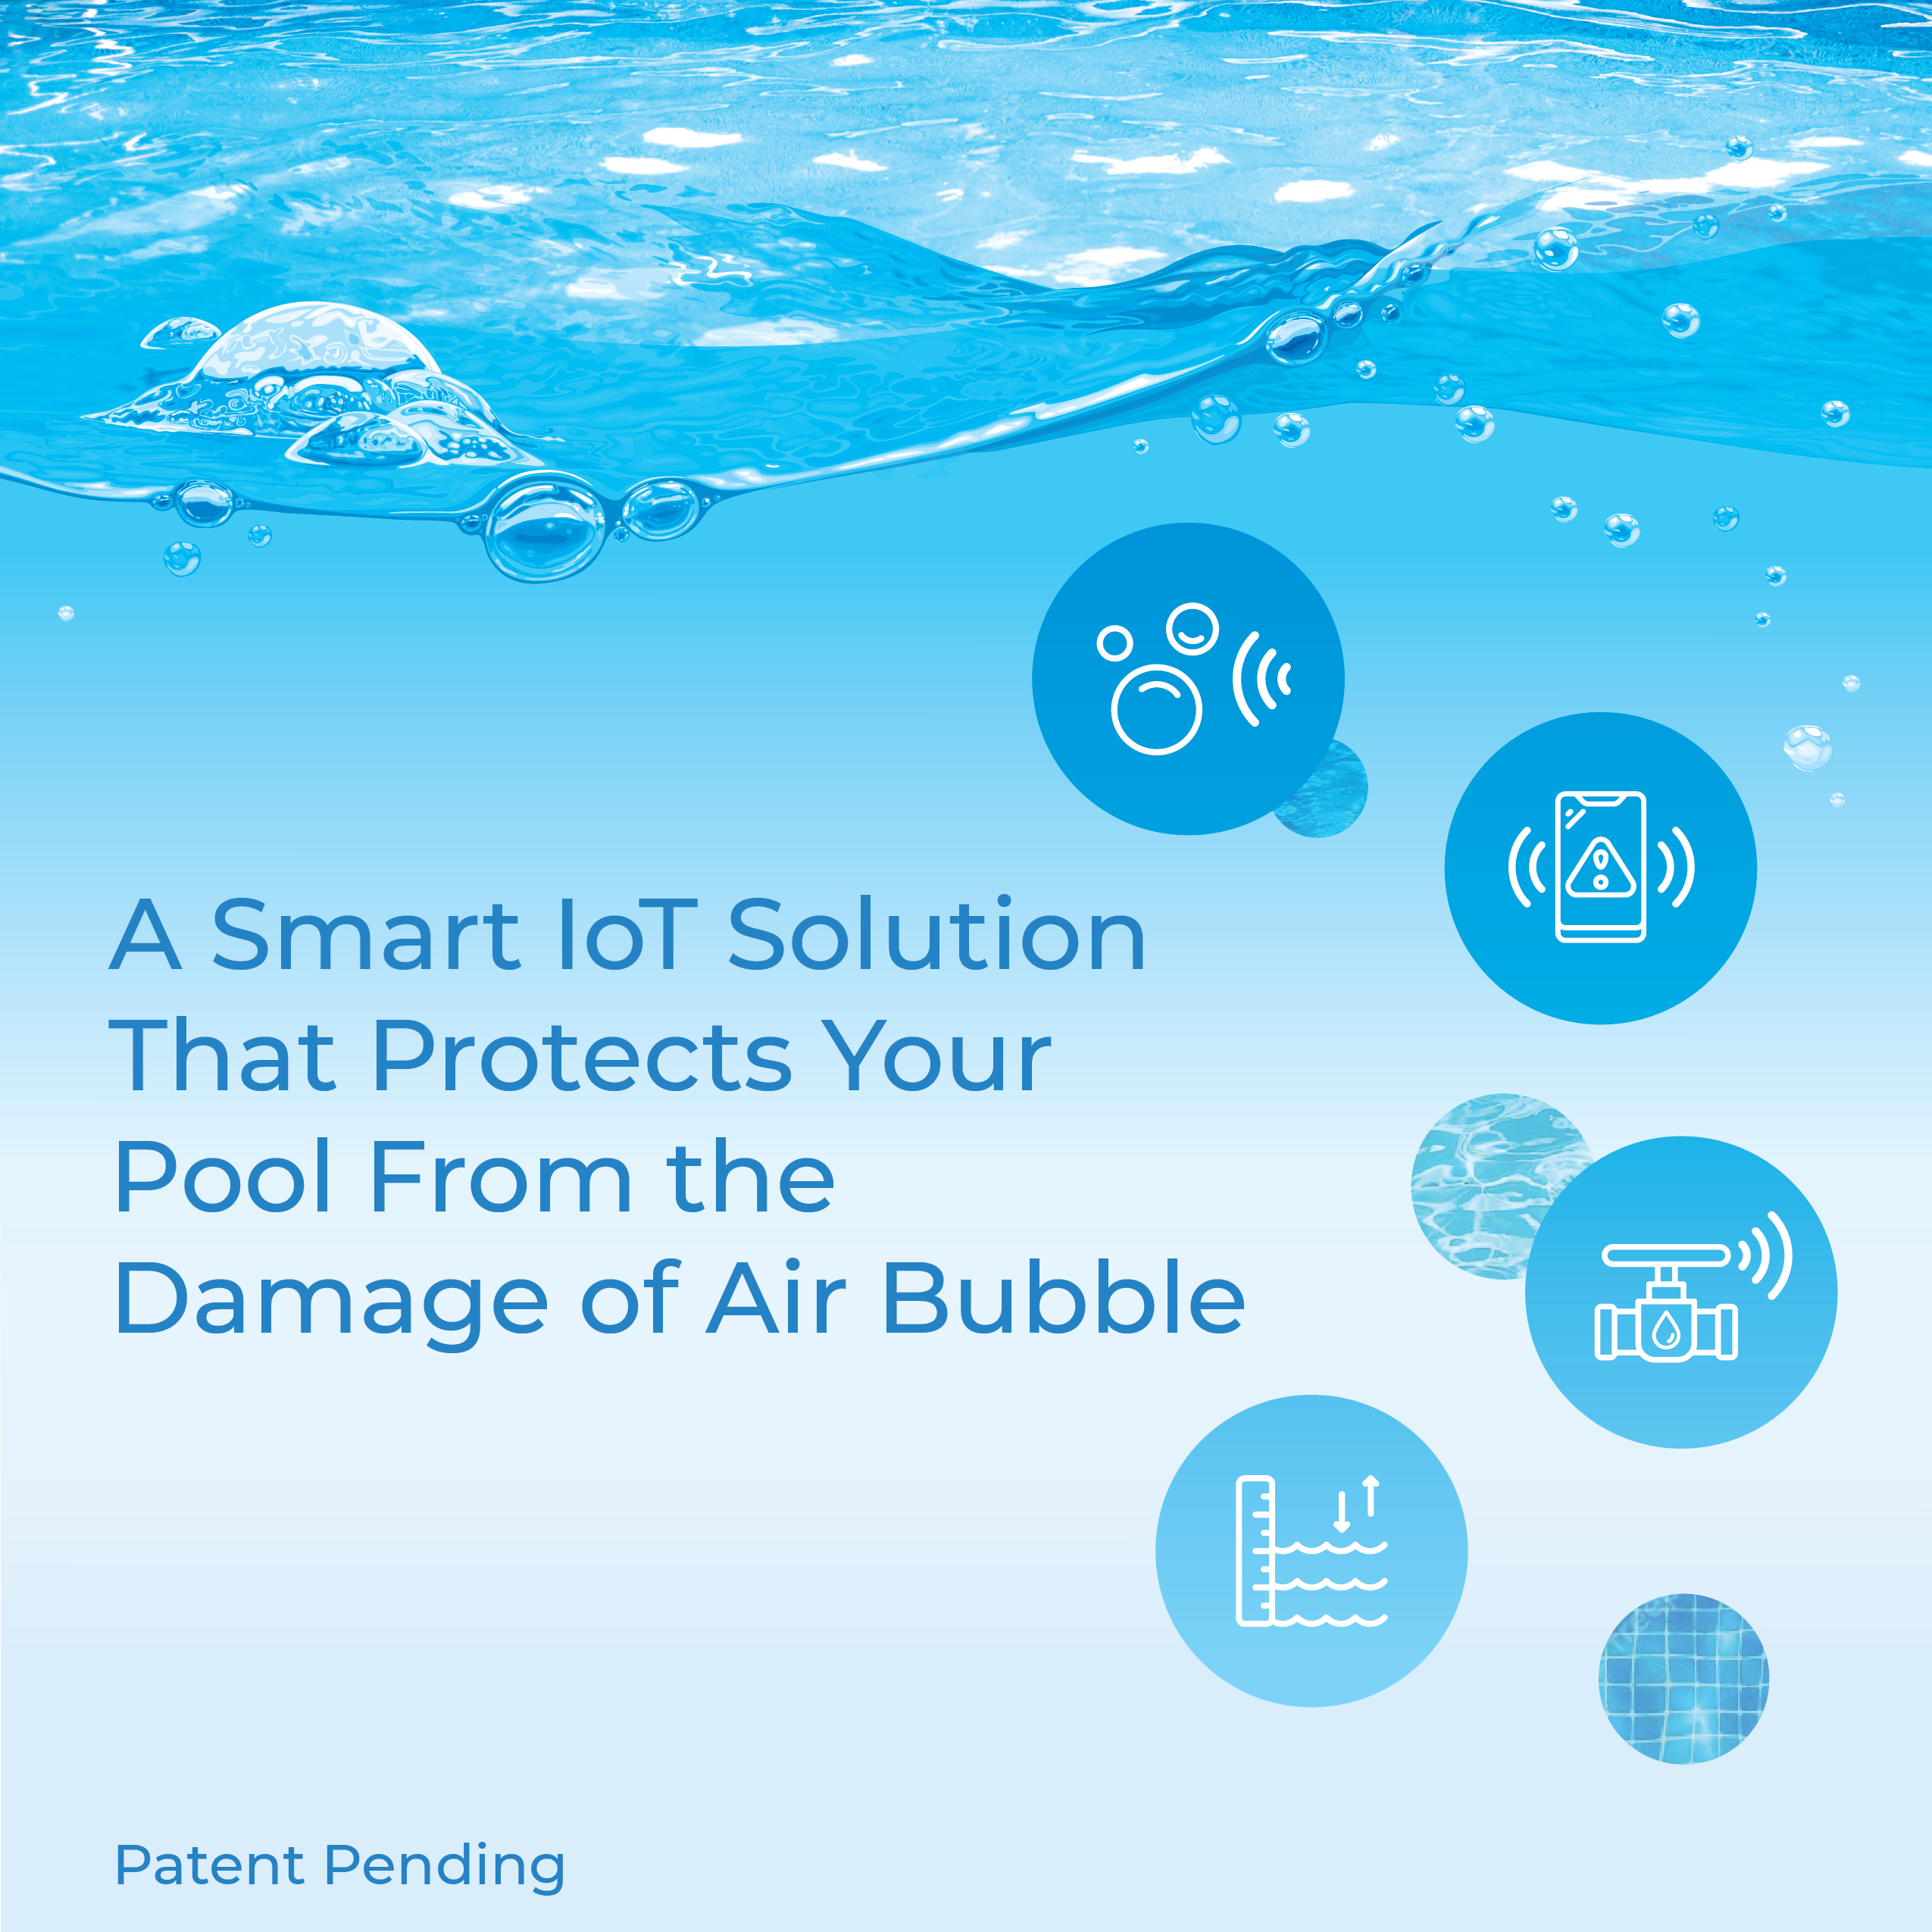 A Smart IoT Solution
That Protects Your
Pool From the
Damage of Air Bubble
Patent Pending